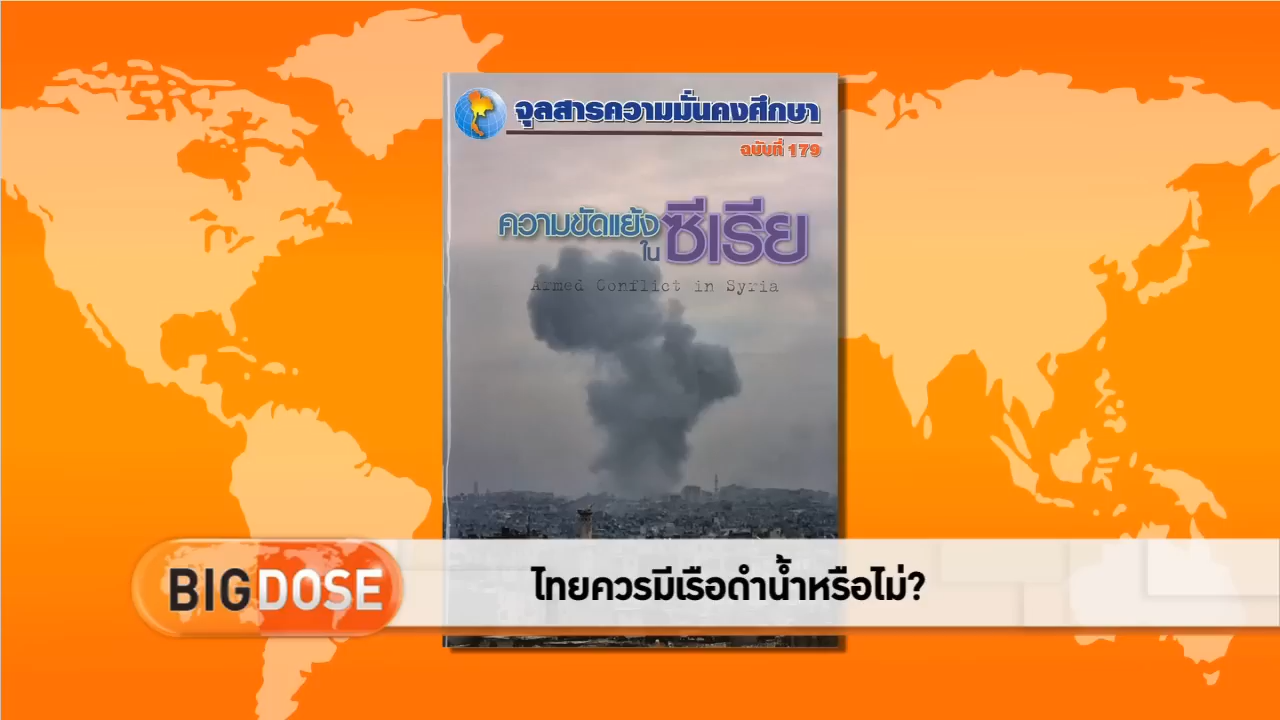 จุลสารความมั่นคงศึกษา
ฉบับที่ 179
ความขัดแย้ง
ใน
ซีเรีย
Armed Conflict in Syria
BIGDOSE
ไทยควรมีเรือดำน้ำหรือไม่?